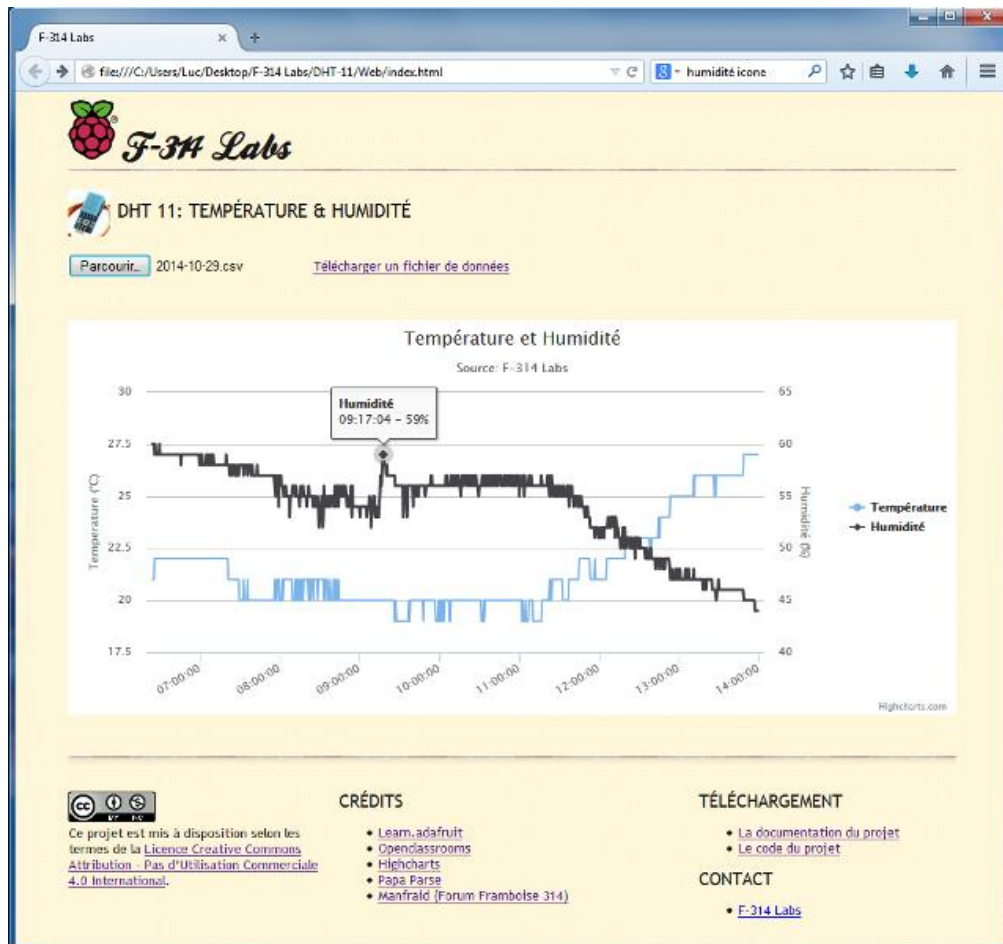 F-314 Labs
file:///C:/Users/Luc/Desktop/F-314 Labs/DHT-11/Web/index.html
humidité icone
F-314 Labs
DHT 11: TEMPÉRATURE & HUMIDITÉ
Parcourir... 2014-10-29.csv Télécharger un fichier de données
Température et Humidité
Source: F-314 Labs
30
27.5
25
22.5
20
17.5
Temperature (°C)
Humidité
09:17:04 - 59%
65
60
55
50
45
40
Humidité (%)
Température
Humidité
07:00:00 08:00:00 09:00:00 10:00:00 11:00:00 12:00:00 13:00:00 14:00:00
Highcharts.com
cc
BY NC
Ce projet est mis à disposition selon les
termes de la Licence Creative Commons
Attribution - Pas d'Utilisation Commerciale
4.0 International.
CRÉDITS
Learn.adafruit
Openclassrooms
Highcharts
Papa Parse
Manfraid (Forum Framboise 314)
TÉLÉCHARGEMENT
La documentation du projet
Le code du projet
CONTACT
F-314 Labs